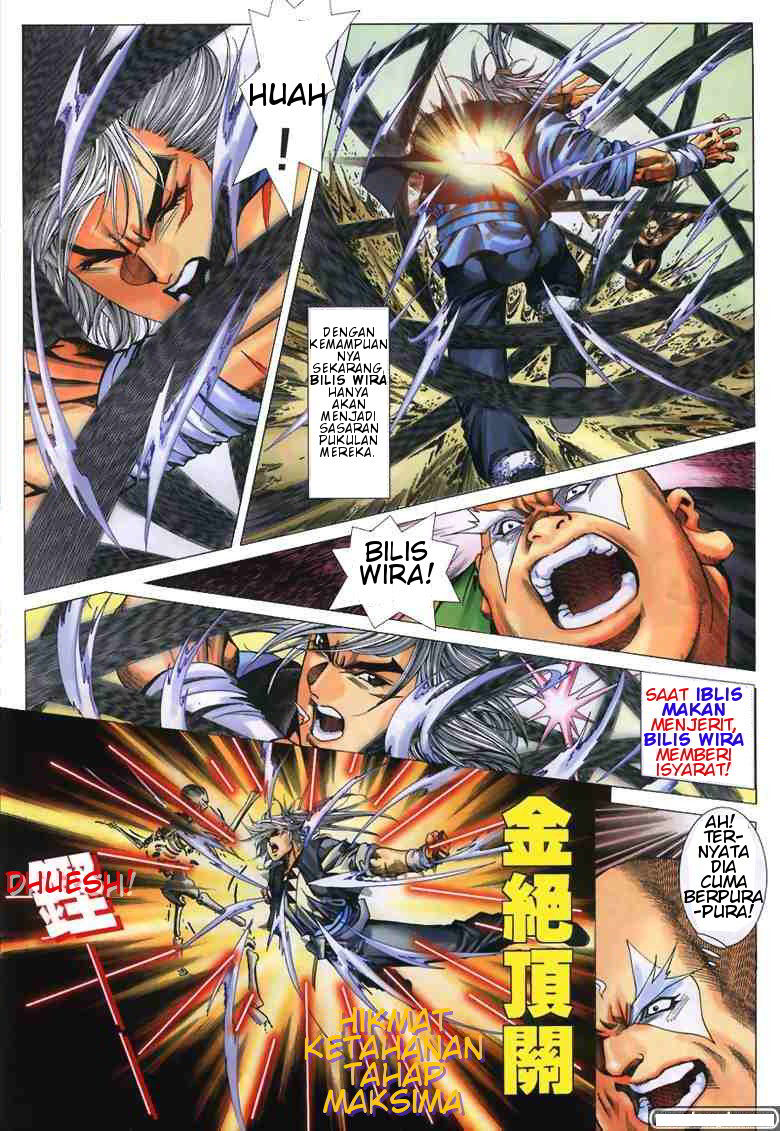 HUAH
!
DENGAN
KEMAMPUAN
NYA
SEKARANG,
BILIS WIRA
HANYA
AKAN
MENJADI
SASARAN
PUKULAN
MEREKA.
BILIS
WIRA!
SAAT IBLIS
MAKAN
MENJERIT,
BILIS WIRA
MEMBERI
ISYARAT!
DHUESH!
金絕頂關
HIKMAT
KETAHANAN
TAHAP
MAKSIMA
AH!
TER-
NYATA
DIA
CUMA
BERPURA
-PURA!